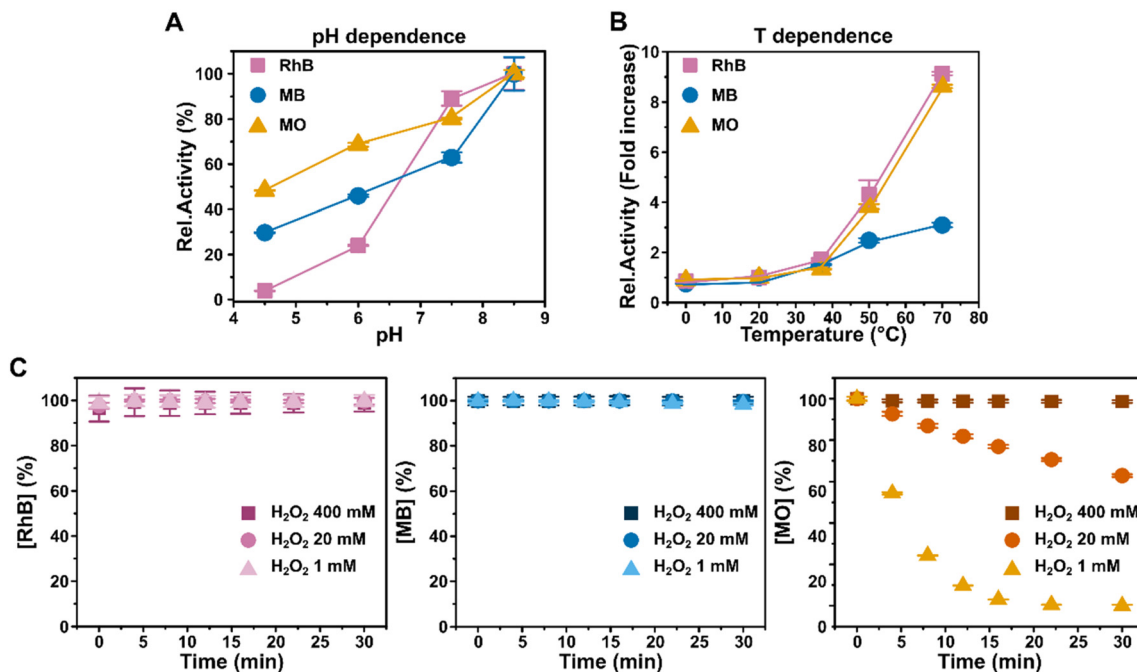 A
pH dependence
RhB
MB
MO
Rel.Activity (%)
100
80
60
40
20
0
4 5 6 7 8 9
pH
B
T dependence
RhB
MB
MO
Rel.Activity (Fold increase)
10
8
6
4
2
0
0 10 20 30 40 50 60 70 80
Temperature (°C)
C
[RhB] (%)
100
80
60
40
20
0
H₂O₂ 400 mM
H₂O₂ 20 mM
H₂O₂ 1 mM
0 5 10 15 20 25 30
Time (min)
[MB] (%)
100
80
60
40
20
0
H₂O₂ 400 mM
H₂O₂ 20 mM
H₂O₂ 1 mM
0 5 10 15 20 25 30
Time (min)
[MO] (%)
100
80
60
40
20
0
H₂O₂ 400 mM
H₂O₂ 20 mM
H₂O₂ 1 mM
0 5 10 15 20 25 30
Time (min)